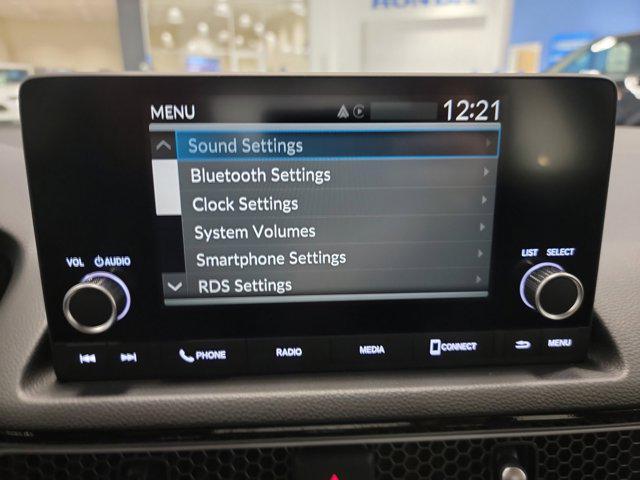 HONDA
MENU 12:21
Sound Settings
Bluetooth Settings
Clock Settings
System Volumes
Smartphone Settings
RDS Settings
VOL AUDIO
LIST SELECT
PHONE RADIO MEDIA CONNECT MENU